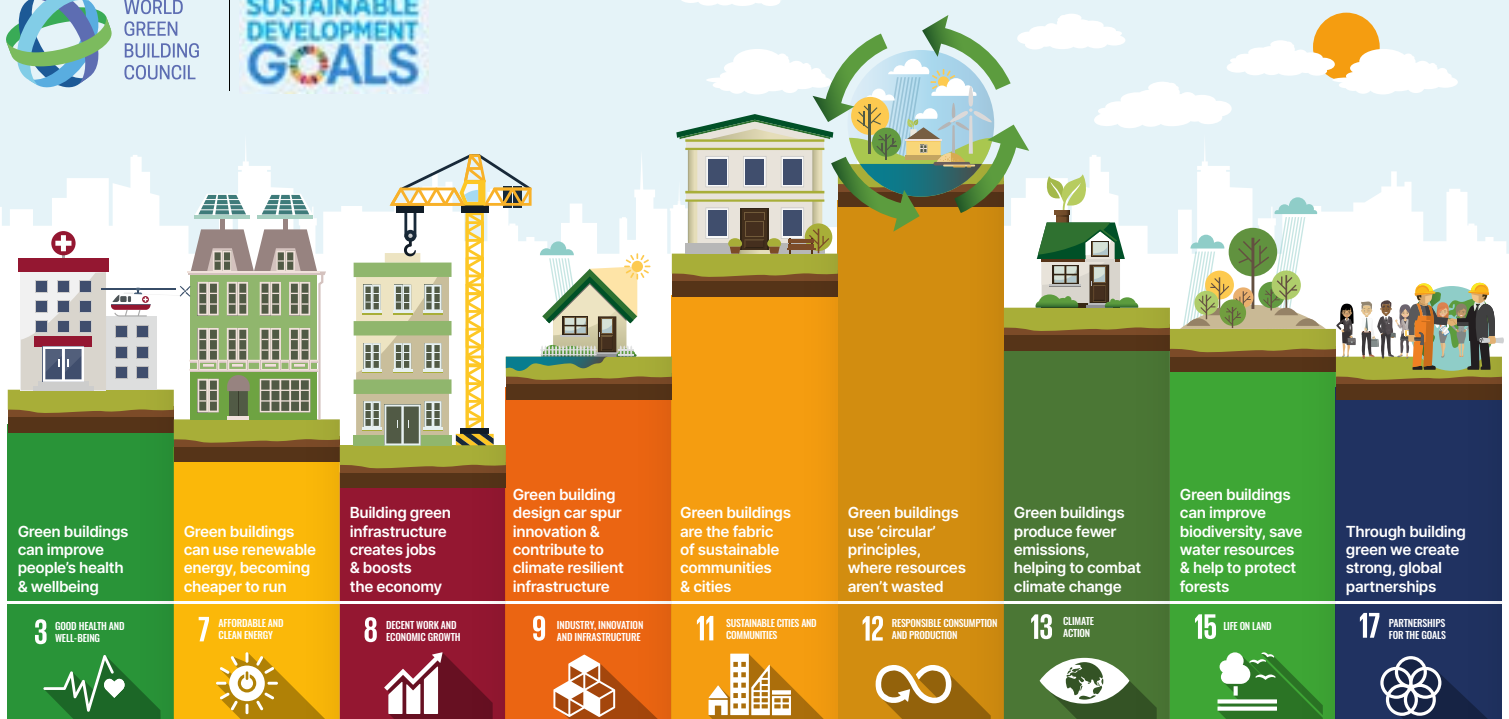 WORLD
GREEN
BUILDING
COUNCIL
SUSTAINABLE
DEVELOPMENT
GOALS
Green buildings
can improve
people's health
& wellbeing
Green buildings
can use renewable
energy, becoming
cheaper to run
Building green
infrastructure
creates jobs
& boosts
the economy
Green building
design car spur
innovation &
contribute to
climate resilient
infrastructure
Green buildings
are the fabric
of sustainable
communities
& cities
Green buildings
use ‘circular’
principles,
where resources
aren't wasted
Green buildings
produce fewer
emissions,
helping to combat
climate change
Green buildings
can improve
biodiversity, save
water resources
& help to protect
forests
Through building
green we create
strong, global
partnerships
3 GOOD HEALTH AND
WELL-BEING
7 AFFORDABLE AND
CLEAN ENERGY
8 DECENT WORK AND
ECONOMIC GROWTH
9 INDUSTRY, INNOVATION
AND INFRASTRUCTURE
11 SUSTAINABLE CITIES AND
COMMUNITIES
12 RESPONSIBLE CONSUMPTION
AND PRODUCTION
13 CLIMATE
ACTION
15 LIFE ON LAND
17 PARTNERSHIPS
FOR THE GOALS